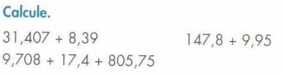 Calcule.
31,407 + 8,39 147,8 + 9,95
9,708 + 17,4 + 805,75